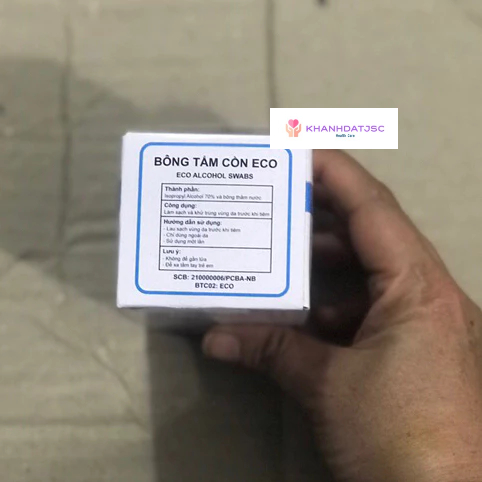 KHANHDATJSC
Health Care
BÔNG TẨM CỒN ECO
ECO ALCOHOL SWABS
Thành phần:
Isopropyl Alcohol 70% và bông thấm nước
Công dụng:
Làm sạch và khử trùng vùng da trước khi tiêm
Hướng dẫn sử dụng:
- Lau sạch vùng da trước khi tiêm
- Chỉ dùng ngoài da
- Sử dụng một lần
Lưu ý:
- Không để gần lửa
- Để xa tầm tay trẻ em
SCB: 210000006/PCBA-NB
BTC02: ECO